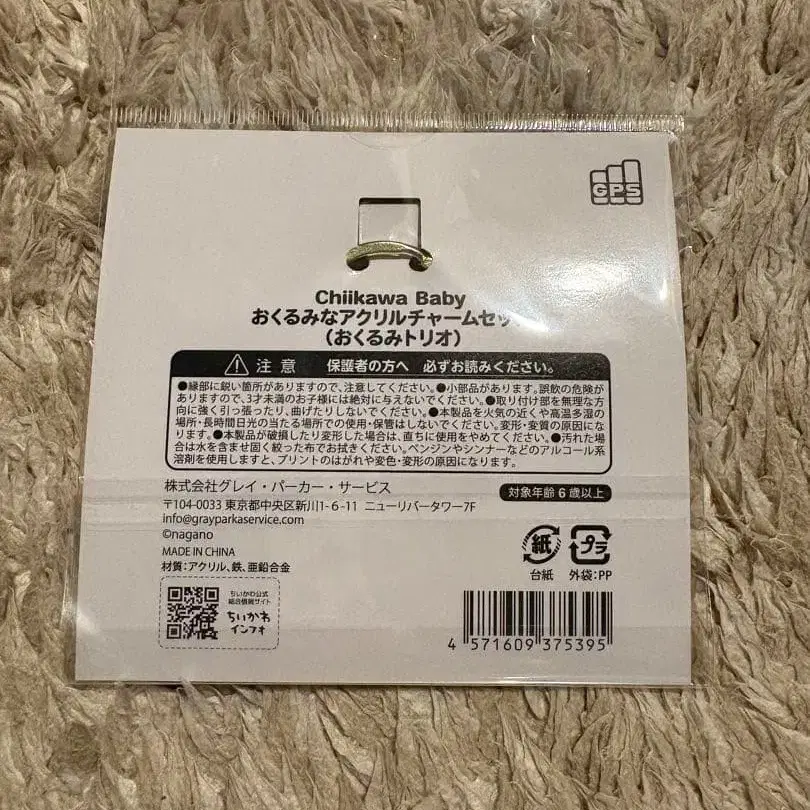 GPS
Chiikawa Baby
おくるみなアクリルチャームセッ
（おくるみトリオ）
注意 保護者の方へ 必ずお読みください。
●縁部に鋭い箇所がありますので、注意してください。●小部品があります。誤飲の危険が
ありますので、3才未満のお子様には絶対に与えないでください。●取り付け部を無理な方
向に強く引っ張ったり、曲げたりしないでください。●本製品を火気の近くや高温多湿の
場所・長時間日光の当たる場所での使用・保管はしないでください。変形・変質の原因にな
ります。●本製品が破損したり変形した場合は、直ちに使用をやめてください。●汚れた場
合は水を含ませ固く絞った布でお拭きください。ベンジンやシンナーなどのアルコール系
溶剤を使用しますと、プリントのはがれや変色・変形の原因になります。
株式会社グレイ・パーカー・サービス
対象年齢6歳以上
〒104-0033 東京都中央区新川1-6-11 ニューリバータワー7F
info@grayparkaservice.com
©nagano
MADE IN CHINA
材質：アクリル、鉄、亜鉛合金
紙 プラ
台紙 外袋：PP
ちいかわ公式
総合情報サイト
ちいかわ
インフォ
4 571609 375395